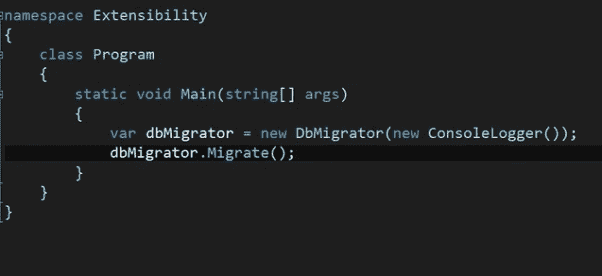 namespace Extensibility
{
    class Program
    {
        static void Main(string[] args)
        {
            var dbMigrator = new DbMigrator(new ConsoleLogger());
            dbMigrator.Migrate();
        }
    }
}